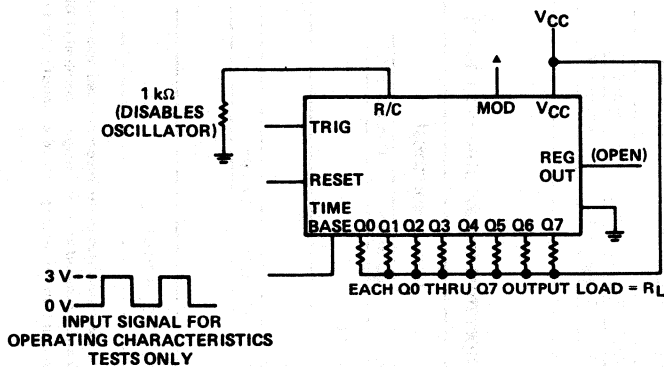 VCC
1 kΩ
(DISABLES
OSCILLATOR)
R/C
MOD
VCC
TRIG
REG
OUT
(OPEN)
RESET
TIME
BASE
Q0 Q1 Q2 Q3 Q4 Q5 Q6 Q7
3 V
0 V
EACH Q0 THRU Q7 OUTPUT LOAD = RL
INPUT SIGNAL FOR
OPERATING CHARACTERISTICS
TESTS ONLY